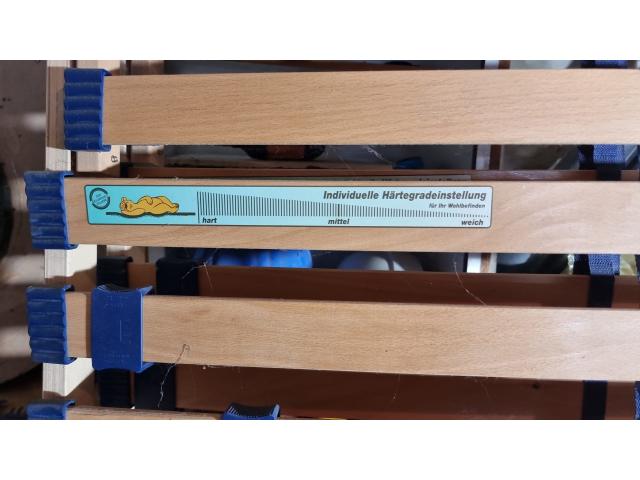 Individuelle Härtegradeinstellung
für Ihr Wohlbefinden
hart mittel weich